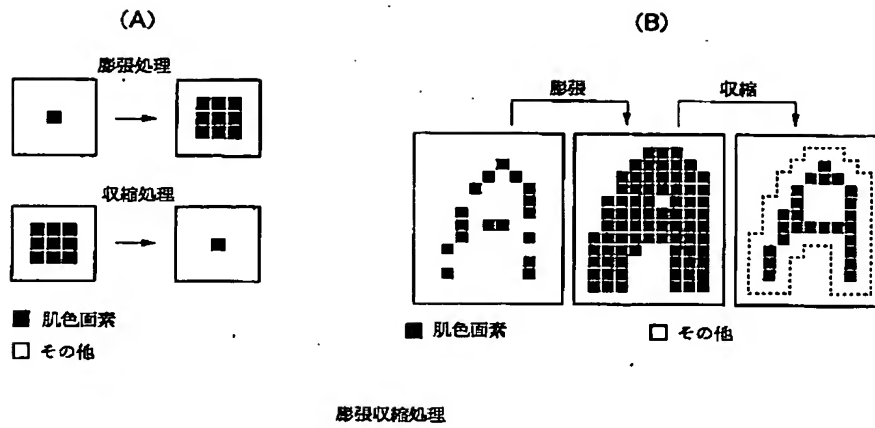 (A)
膨張処理
収縮処理
■ 肌色画素
□ その他
(B)
膨張
収縮
■ 肌色画素
□ その他
膨張収縮処理